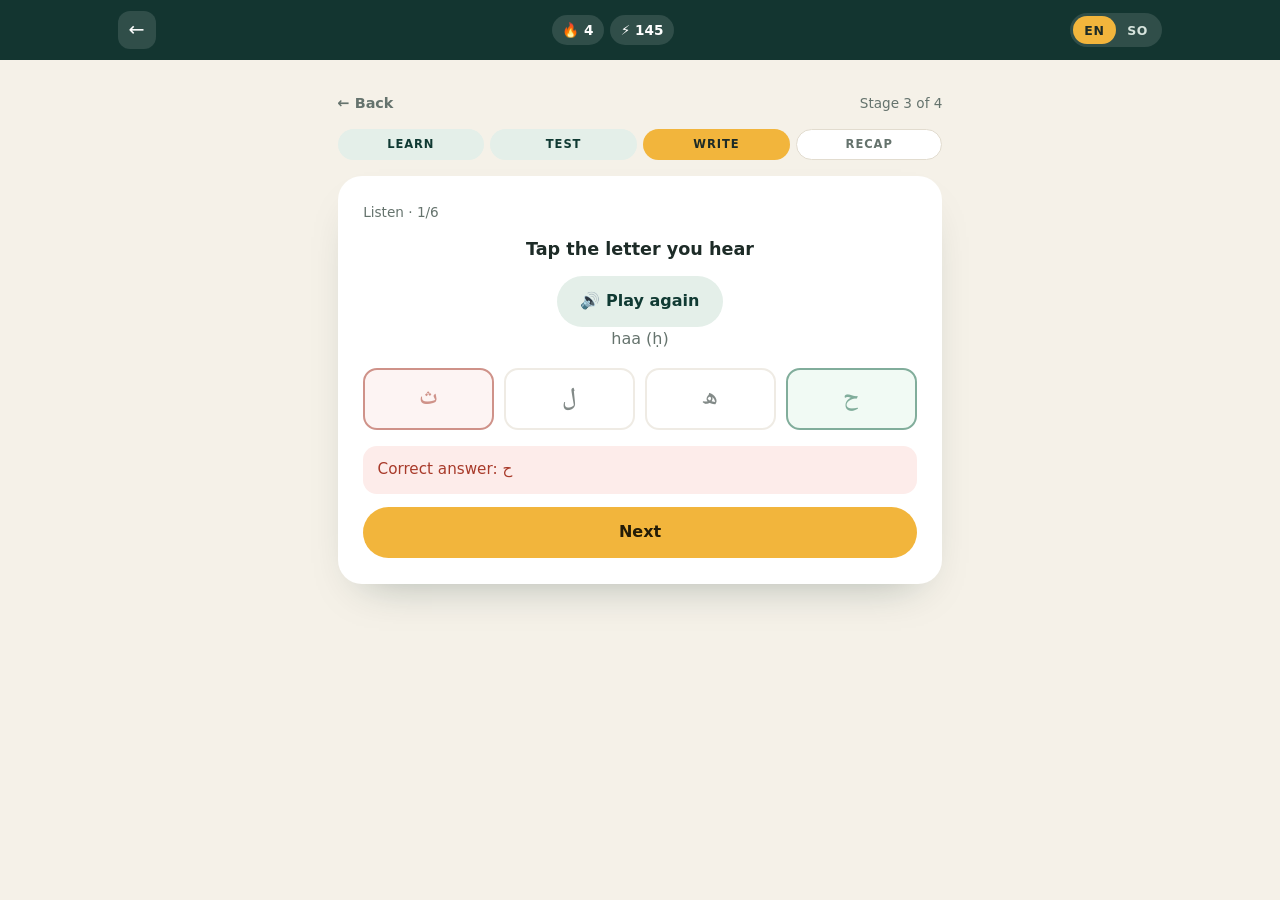 ←
🔥 4 ⚡ 145
EN SO
← Back
Stage 3 of 4
LEARN TEST WRITE RECAP
Listen · 1/6
Tap the letter you hear
🔊 Play again
haa (ḥ)
ث ل ه ح
Correct answer: ح
Next